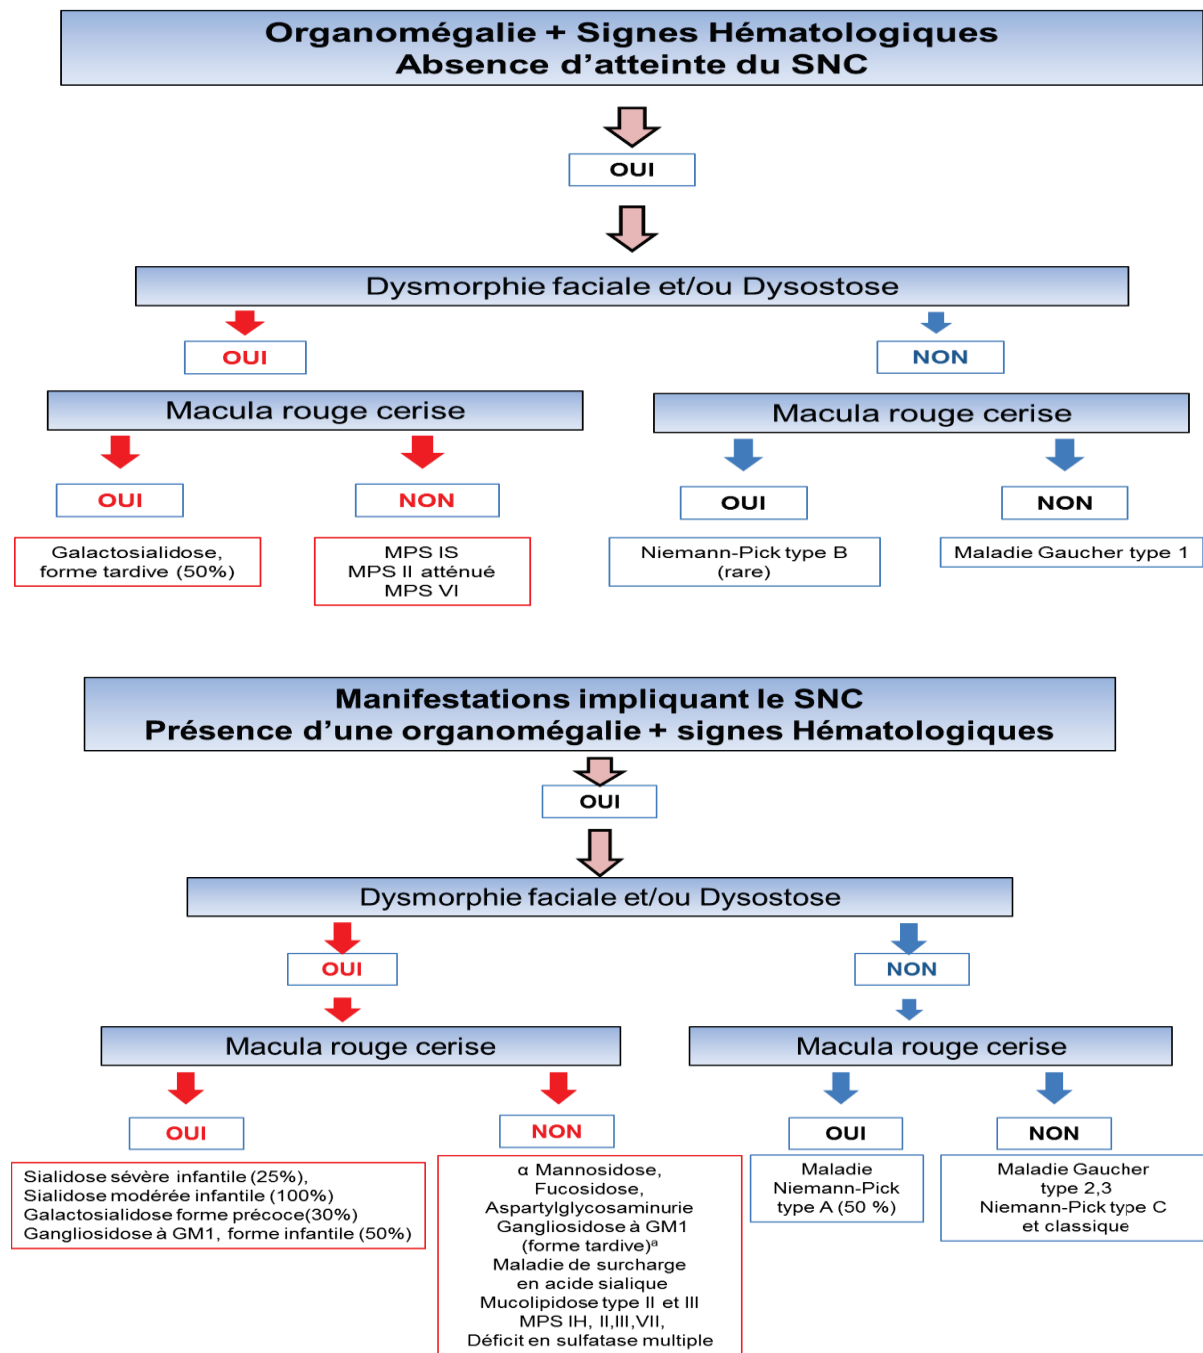 Organomégalie + Signes Hématologiques
Absence d'atteinte du SNC
OUI
Dysmorphie faciale et/ou Dysostose
OUI
NON
Macula rouge cerise
Macula rouge cerise
OUI
NON
OUI
NON
Galactosialidose,
forme tardive (50%)
MPS IS
MPS II atténué
MPS VI
Niemann-Pick type B
(rare)
Maladie Gaucher type 1
Manifestations impliquant le SNC
Présence d'une organomégalie + signes Hématologiques
OUI
Dysmorphie faciale et/ou Dysostose
OUI
NON
Macula rouge cerise
Macula rouge cerise
OUI
NON
OUI
NON
Sialidose sévère infantile (25%),
Sialidose modérée infantile (100%)
Galactosialidose forme précoce(30%)
Gangliosidose à GM1, forme infantile (50%)
α Mannosidose,
Fucosidose,
Aspartylglycosaminurie
Gangliosidose à GM1
(forme tardive)ª
Maladie de surcharge
en acide sialique
Mucolipidose type II et III
MPS IH, II,III,VII,
Déficit en sulfatase multiple
Maladie
Niemann-Pick
type A (50 %)
Maladie Gaucher
type 2,3
Niemann-Pick type C
et classique